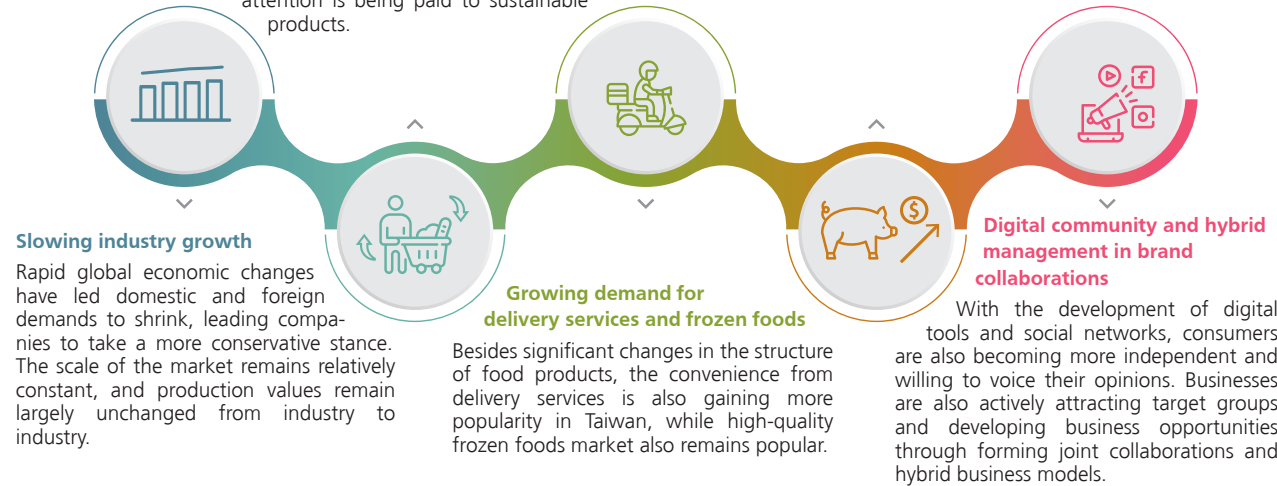 attention is being paid to sustainable
products.
Slowing industry growth
Rapid global economic changes
have led domestic and foreign
demands to shrink, leading compa-
nies to take a more conservative stance.
The scale of the market remains relatively
constant, and production values remain
largely unchanged from industry to
industry.
Growing demand for
delivery services and frozen foods
Besides significant changes in the structure
of food products, the convenience from
delivery services is also gaining more
popularity in Taiwan, while high-quality
frozen foods market also remains popular.
$
f
Digital community and hybrid
management in brand
collaborations
With the development of digital
tools and social networks, consumers
are also becoming more independent and
willing to voice their opinions. Businesses
are also actively attracting target groups
and developing business opportunities
through forming joint collaborations and
hybrid business models.